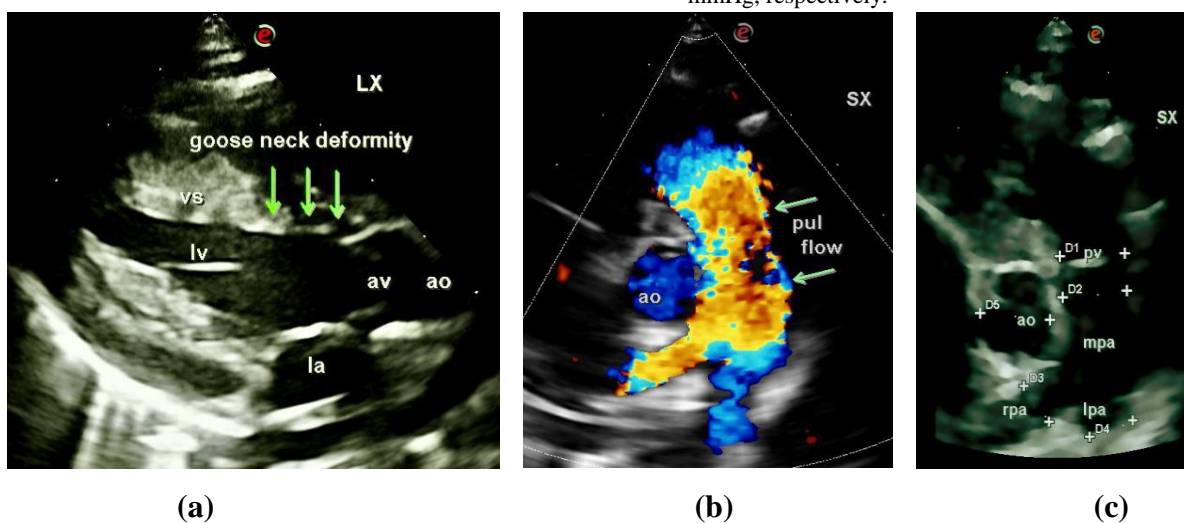 mmHg, respectively.
e
LX
goose neck deformity
vs
lv
av
ao
la
(a)
e
SX
pul
flow
ao
(b)
e
SX
D1
pv
D2
D5
ao
mpa
D3
rpa
lpa
D4
(c)